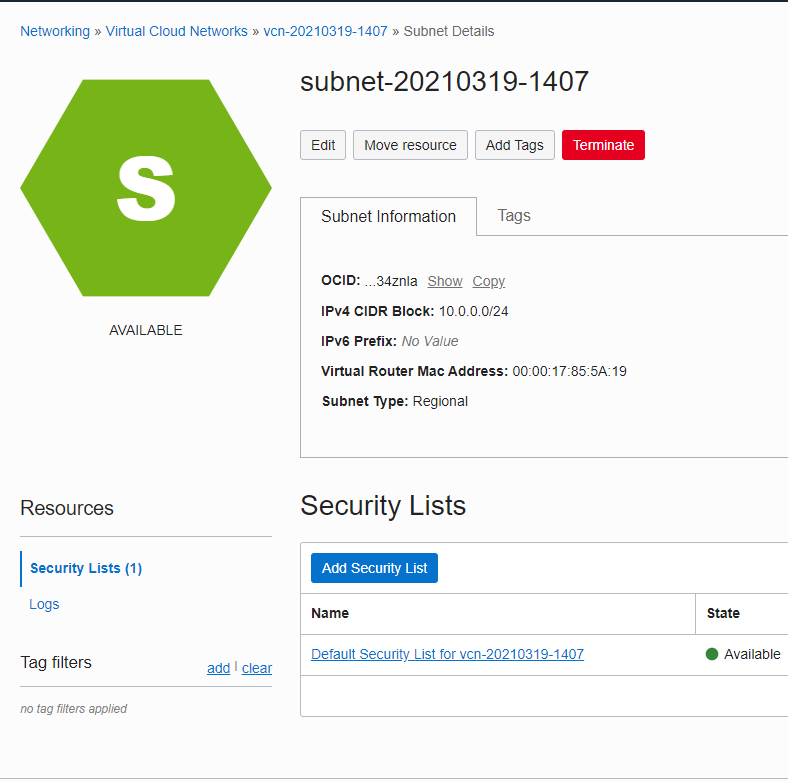 Networking » Virtual Cloud Networks » vcn-20210319-1407 » Subnet Details
S
AVAILABLE
subnet-20210319-1407
Edit Move resource Add Tags Terminate
Subnet Information Tags
OCID: ...34znla Show Copy
IPv4 CIDR Block: 10.0.0.0/24
IPv6 Prefix: No Value
Virtual Router Mac Address: 00:00:17:85:5A:19
Subnet Type: Regional
Resources
Security Lists (1)
Logs
Tag filters add | clear
no tag filters applied
Security Lists
Add Security List
Name State
Default Security List for vcn-20210319-1407 Available